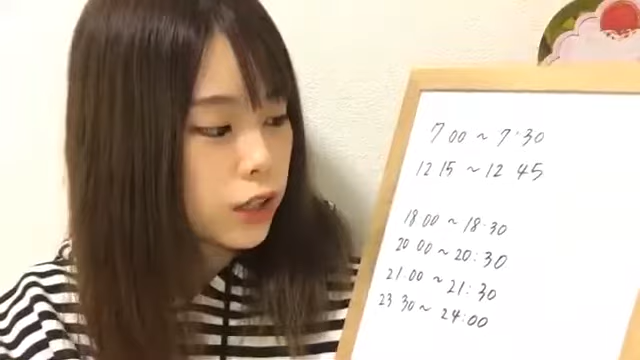 7 00 ~ 7:30
12 15 ~ 12 45
18:00 ~ 18:30
20 00 ~ 20:30
21:00 ~ 21:30
23 30 ~ 24:00